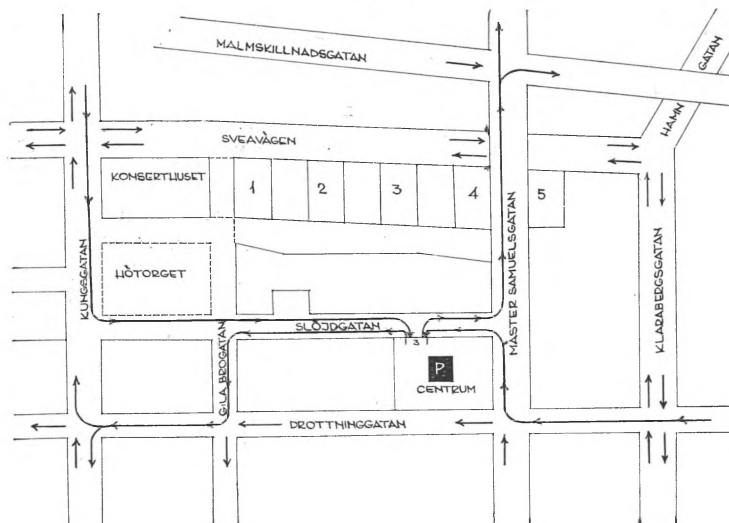 MALMSKILLNADSGATAN
HAMN
GATAN
SVEAVÄGEN
KONSERTHUSET
1
2
3
4
5
HÖTORGET
KUNGSGATAN
MÄSTER SAMUELSGATAN
KLARABERGSGATAN
SLÖJDGATAN
G:LA BROGATAN
3
P
CENTRUM
DROTTNINGGATAN